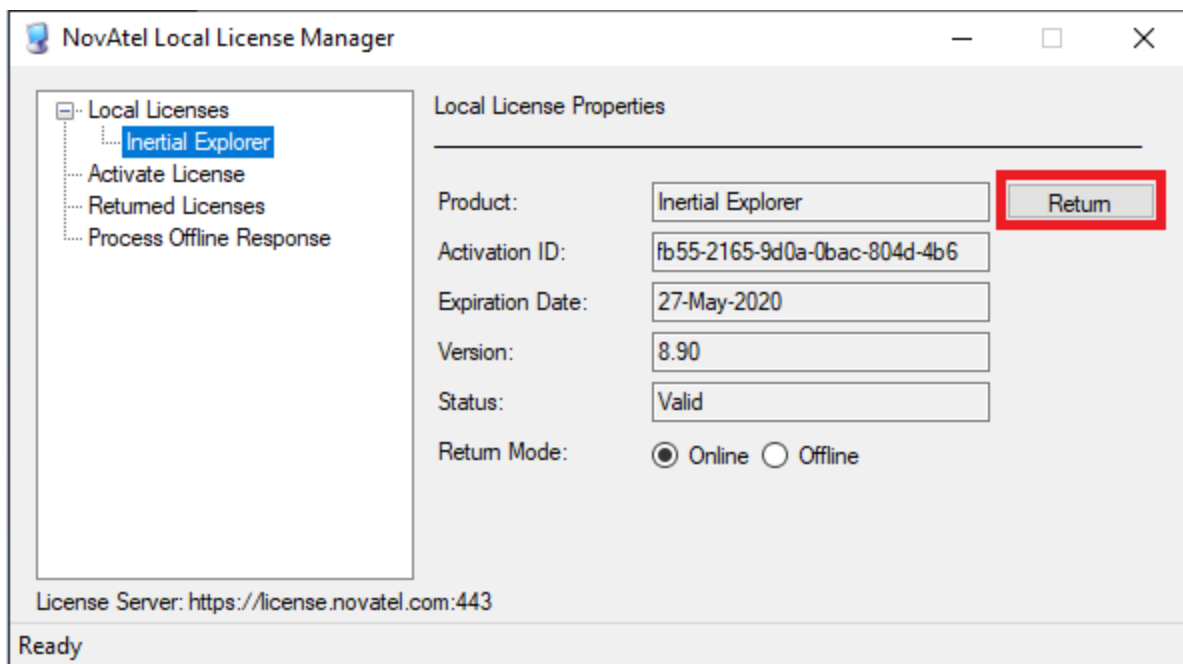 NovAtel Local License Manager
Local Licenses
Inertial Explorer
Activate License
Returned Licenses
Process Offline Response
Local License Properties
Product: Inertial Explorer Return
Activation ID: fb55-2165-9d0a-0bac-804d-4b6
Expiration Date: 27-May-2020
Version: 8.90
Status: Valid
Return Mode: Online Offline
License Server: https://license.novatel.com:443
Ready